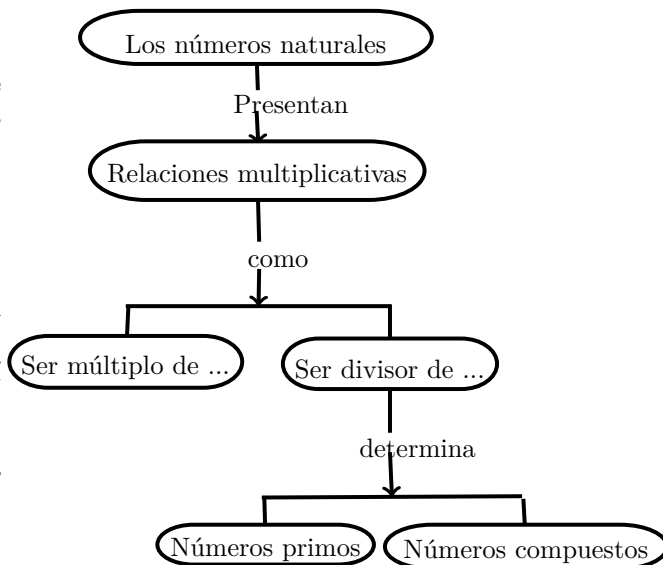 Los números naturales
Presentan
Relaciones multiplicativas
como
Ser múltiplo de ...
Ser divisor de ...
determina
Números primos
Números compuestos